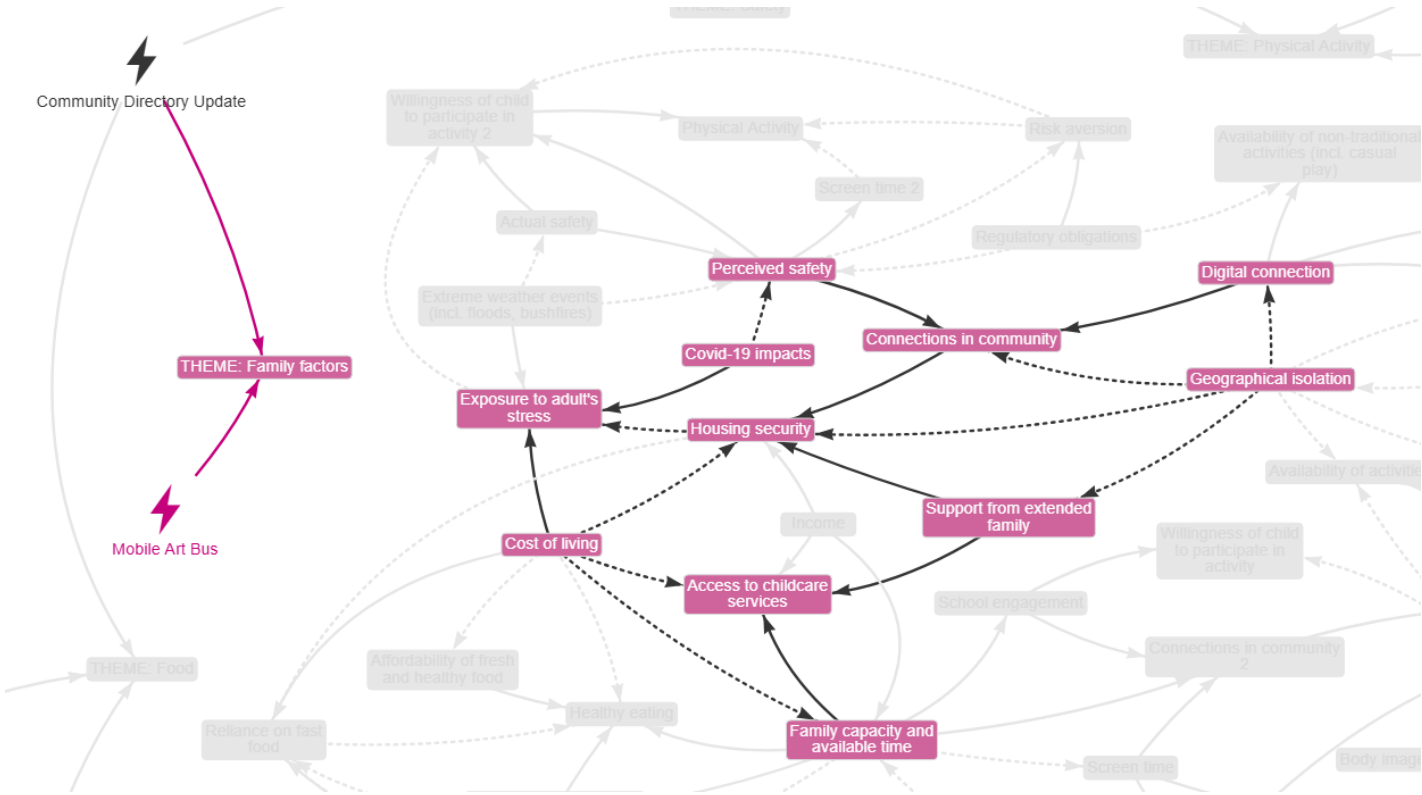 THEME: Safety
THEME: Physical Activity
Community Directory Update
Willingness of child
to participate in
activity 2
Physical Activity
Risk aversion
Availability of non-traditional
activities (incl. casual
play)
Screen time 2
Actual safety
Regulatory obligations
Perceived safety
Digital connection
Extreme weather events
(incl. floods, bushfires)
Connections in community
Covid-19 impacts
THEME: Family factors
Geographical isolation
Exposure to adult's
stress
Housing security
Availability of activities
Support from extended
family
Income
Willingness of child
to participate in
activity
Mobile Art Bus
Cost of living
Access to childcare
services
School engagement
Connections in community
2
THEME: Food
Affordability of fresh
and healthy food
Healthy eating
Reliance on fast
food
Family capacity and
available time
Screen time
Body image